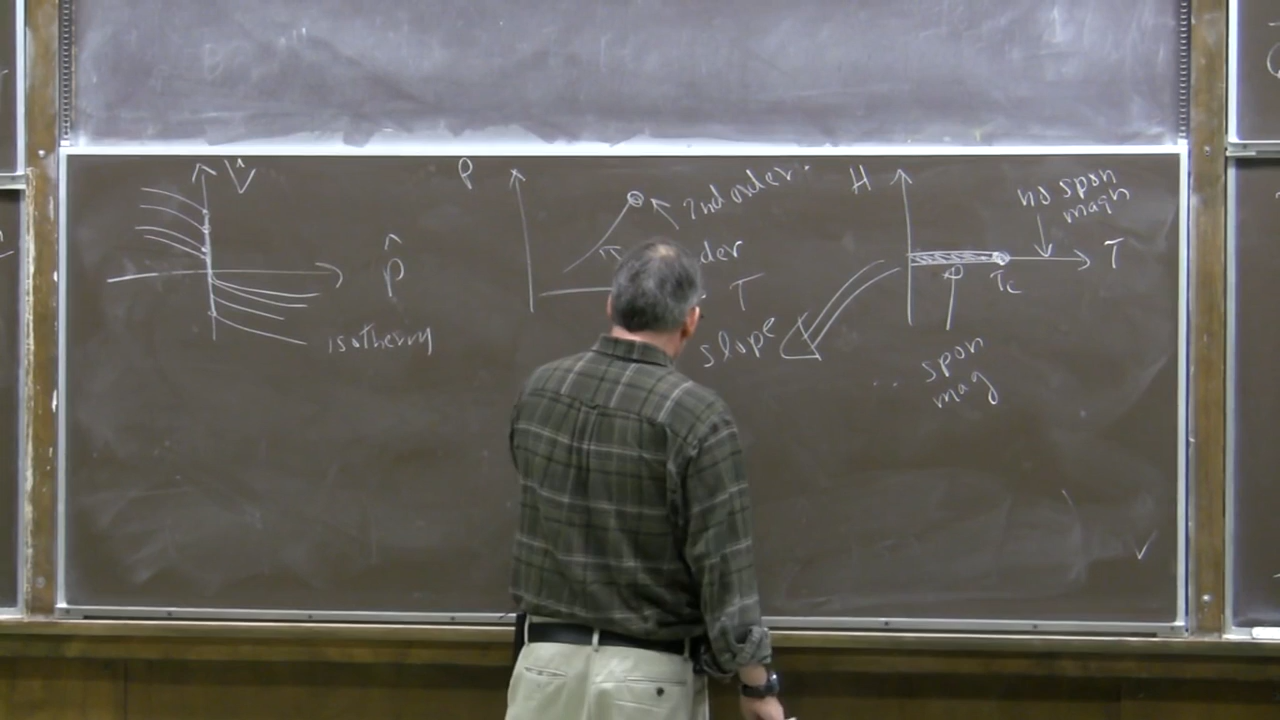 V
P̂
isotherm
P
2nd order
der
T
slope
H
no spon
magn
T
Tc
spon
mag